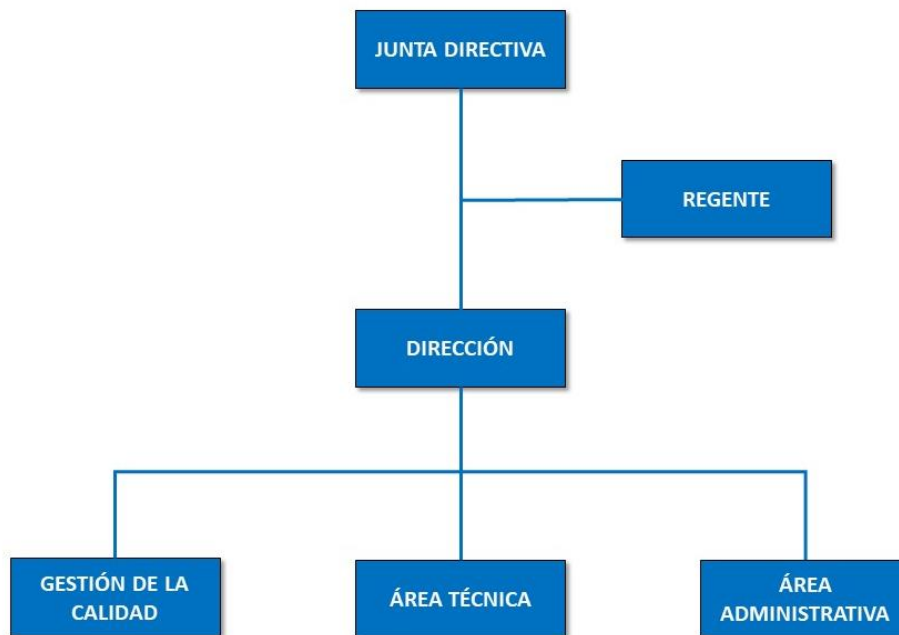 JUNTA DIRECTIVA
REGENTE
DIRECCIÓN
GESTIÓN DE LA
CALIDAD
ÁREA TÉCNICA
ÁREA
ADMINISTRATIVA